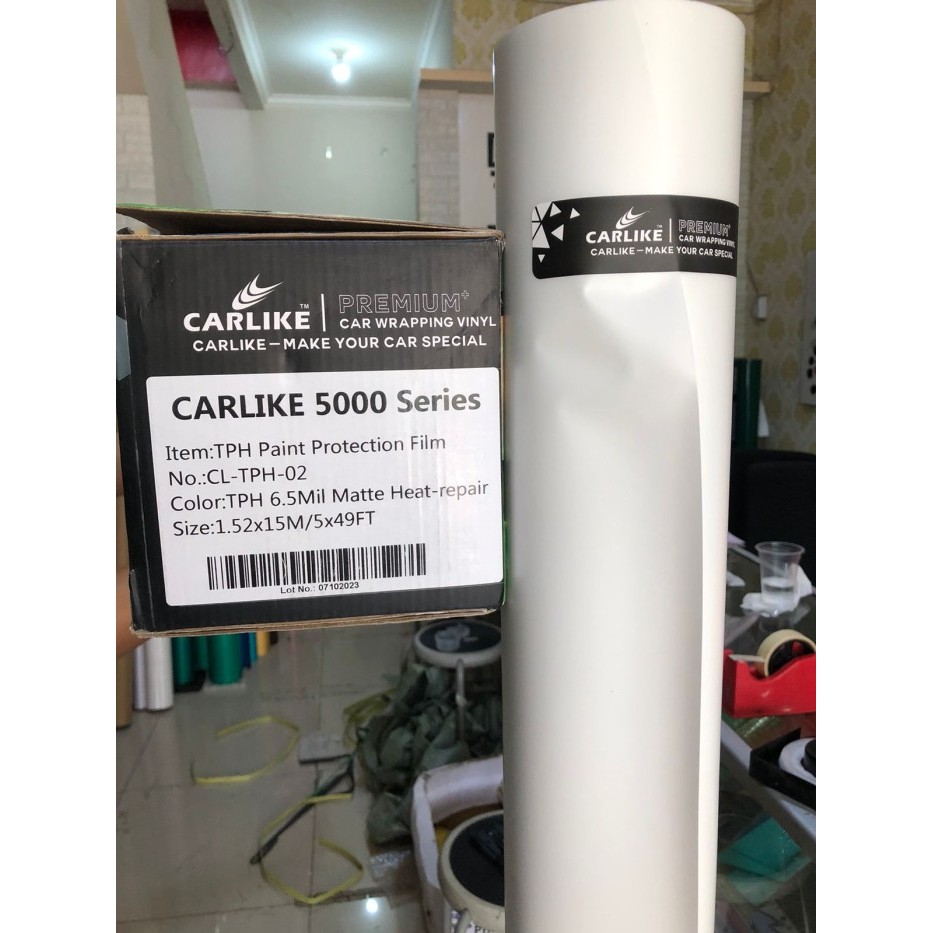 CARLIKE™ | PREMIUM+
CAR WRAPPING VINYL
CARLIKE—MAKE YOUR CAR SPECIAL
CARLIKE 5000 Series
Item:TPH Paint Protection Film
No.:CL-TPH-02
Color:TPH 6.5Mil Matte Heat-repair
Size:1.52x15M/5x49FT
Lot No.: 07102023
CARLIKE™ | PREMIUM+
CAR WRAPPING VINYL
CARLIKE—MAKE YOUR CAR SPECIAL